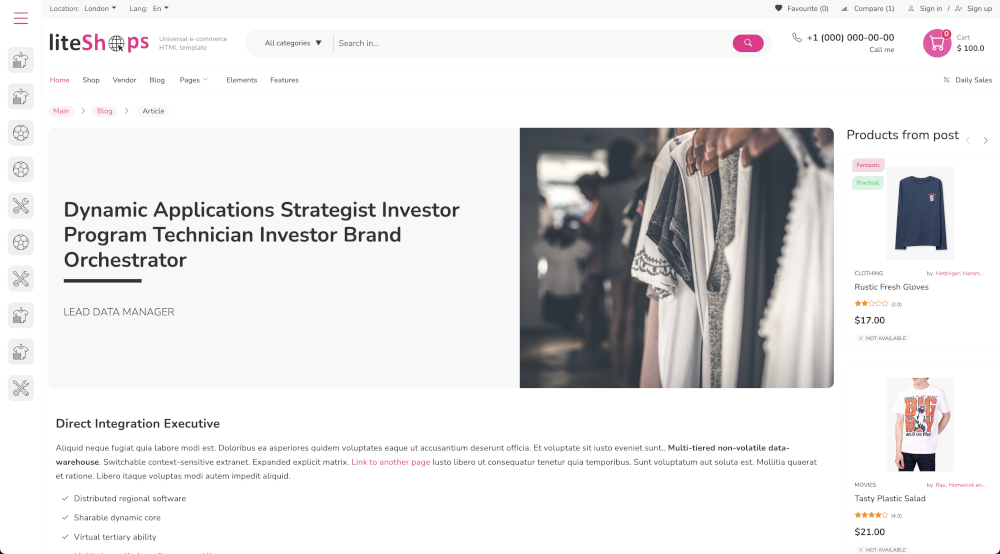 Location: London Lang: En Favourite (0) Compare (1) Sign in / Sign up
liteShops Universal e-commerce
HTML template
All categories Search in... +1 (000) 000-00-00
Call me
0 Cart
$ 100.0
Home Shop Vendor Blog Pages Elements Features Daily Sales
Main Blog Article
Dynamic Applications Strategist Investor
Program Technician Investor Brand
Orchestrator
LEAD DATA MANAGER
Direct Integration Executive
Aliquid neque fugiat quia labore modi est. Doloribus ea asperiores quidem voluptates eaque ut accusantium deserunt officia. Et voluptate sit iusto eveniet sunt.. Multi-tiered non-volatile data-
warehouse. Switchable context-sensitive extranet. Expanded explicit matrix. Link to another page Iusto libero ut consequatur tenetur quia temporibus. Sunt voluptatum aut soluta est. Mollitia quaerat
et ratione. Libero itaque voluptas modi autem impedit aliquid.
Distributed regional software
Sharable dynamic core
Virtual tertiary ability
Products from post
Fantastic
Practical
CLOTHING by Hettinger, Hamm...
Rustic Fresh Gloves
(2.0)
$17.00
NOT AVAILABLE
MOVIES by Rau, Homenick an...
Tasty Plastic Salad
(4.0)
$21.00
NOT AVAILABLE